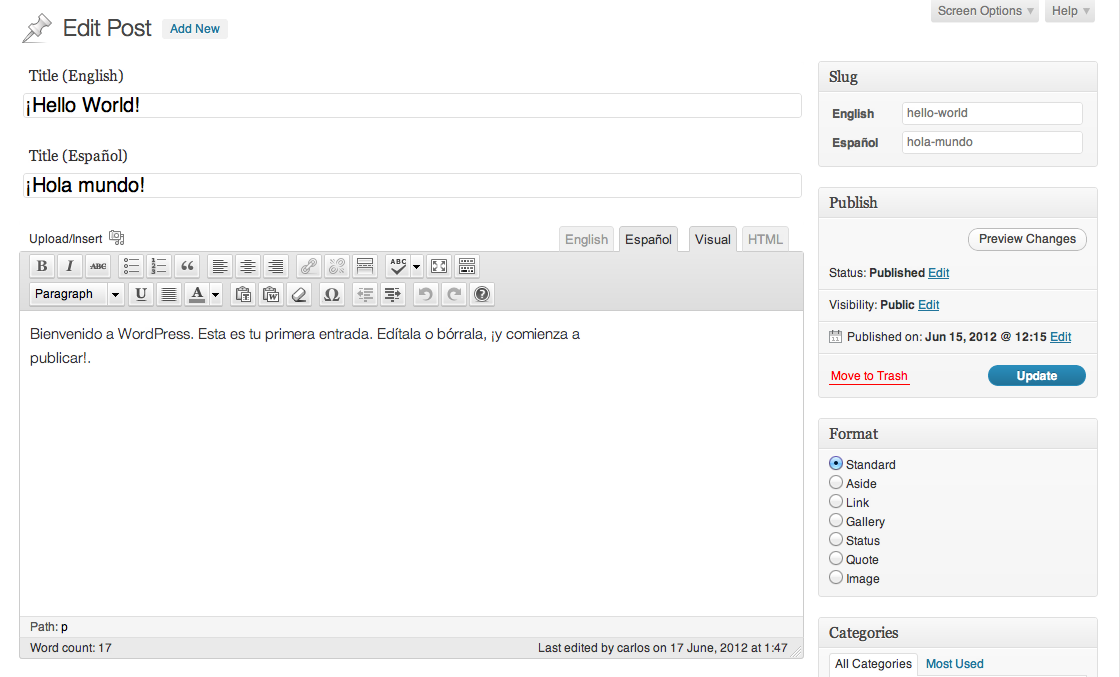 Screen Options Help
Edit Post Add New
Title (English)
¡Hello World!
Title (Español)
¡Hola mundo!
Upload/Insert
English Español Visual HTML
B I ABC ABC
Paragraph U A T W Ω ?
Bienvenido a WordPress. Esta es tu primera entrada. Edítala o bórrala, ¡y comienza a
publicar!.
Path: p
Word count: 17 Last edited by carlos on 17 June, 2012 at 1:47
Slug
English hello-world
Español hola-mundo
Publish
Preview Changes
Status: Published Edit
Visibility: Public Edit
Published on: Jun 15, 2012 @ 12:15 Edit
Move to Trash Update
Format
Standard
Aside
Link
Gallery
Status
Quote
Image
Categories
All Categories Most Used